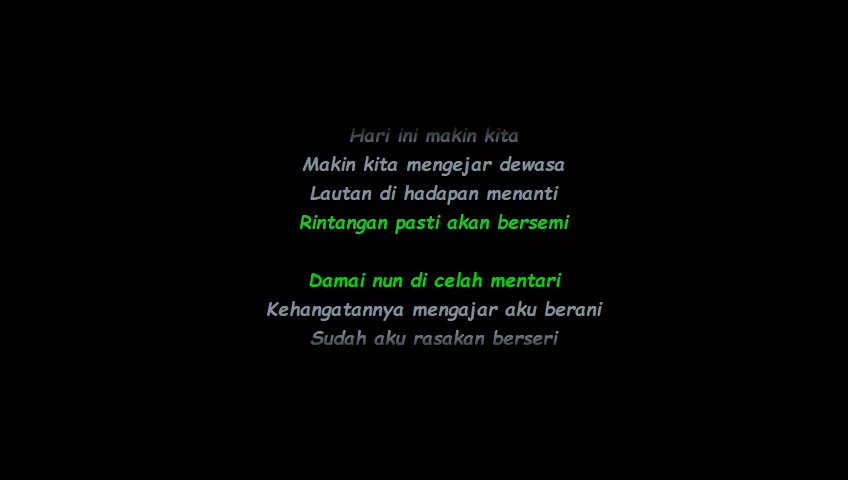 Hari ini makin kita
Makin kita mengejar dewasa
Lautan di hadapan menanti
Rintangan pasti akan bersemi
Damai nun di celah mentari
Kehangatannya mengajar aku berani
Sudah aku rasakan berseri